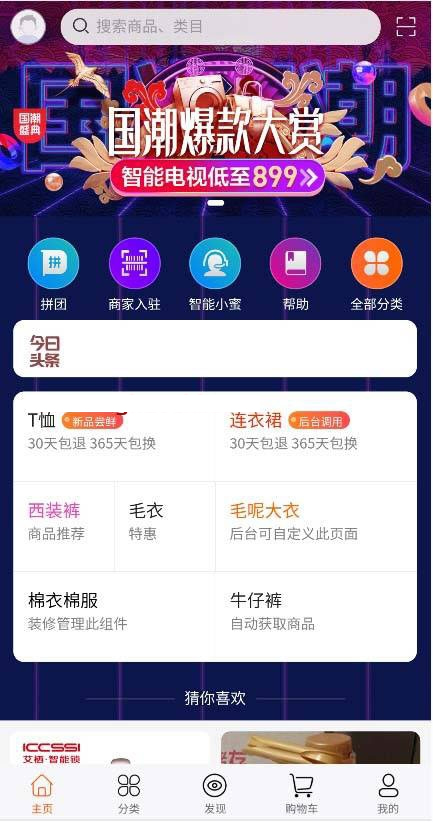 搜索商品、类目
国潮
盛典
国潮爆款大赏
智能电视低至899
拼
拼团
商家入驻
智能小蜜
帮助
全部分类
今日
头条
T恤 新品尝鲜
30天包退 365天包换
连衣裙 后台调用
30天包退 365天包换
西装裤
商品推荐
毛衣
特惠
毛呢大衣
后台可自定义此页面
棉衣棉服
装修管理此组件
牛仔裤
自动获取商品
猜你喜欢
ICCSSI
艾栖·智能锁
主页
分类
发现
购物车
我的